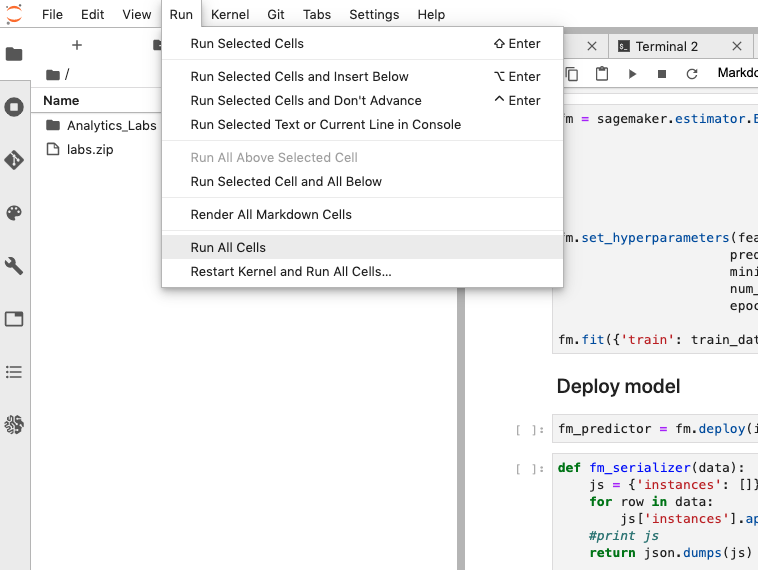 File Edit View Run Kernel Git Tabs Settings Help
Run Selected Cells ⇧ Enter
Run Selected Cells and Insert Below ⌥ Enter
Run Selected Cells and Don't Advance ^ Enter
Run Selected Text or Current Line in Console
Run All Above Selected Cell
Run Selected Cell and All Below
Render All Markdown Cells
Run All Cells
Restart Kernel and Run All Cells…
/
Name
Analytics_Labs
labs.zip
Terminal 2
Markdo
fm = sagemaker.estimator.E
fm.set_hyperparameters(fea
pred
mini
num_
epoc
fm.fit({'train': train_dat
Deploy model
[ ]: fm_predictor = fm.deploy(i
[ ]: def fm_serializer(data):
js = {'instances': []}
for row in data:
js['instances'].ap
#print js
return json.dumps(js)